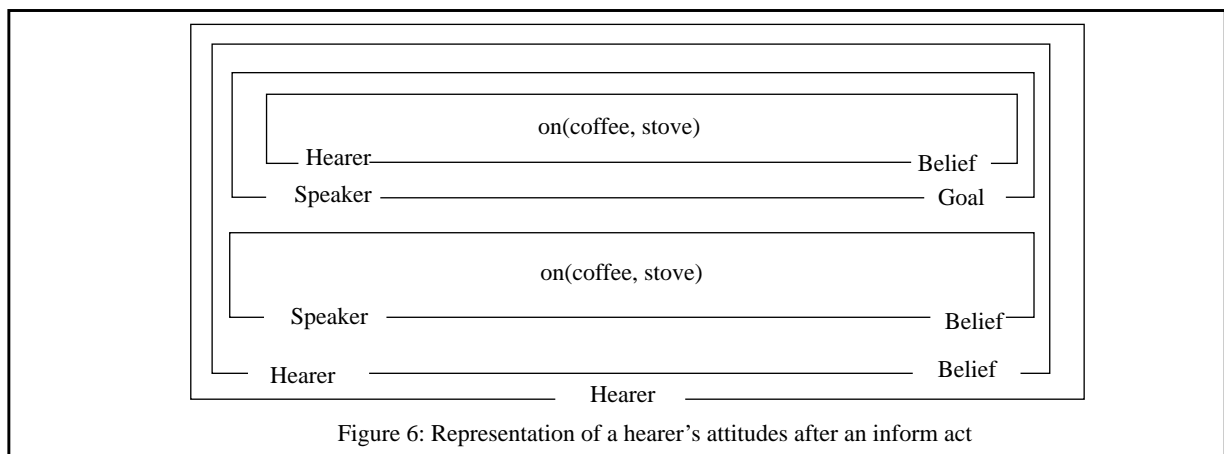 on(coffee, stove)
Hearer Belief
Speaker Goal
on(coffee, stove)
Speaker Belief
Hearer Belief
Hearer
Figure 6: Representation of a hearer’s attitudes after an inform act